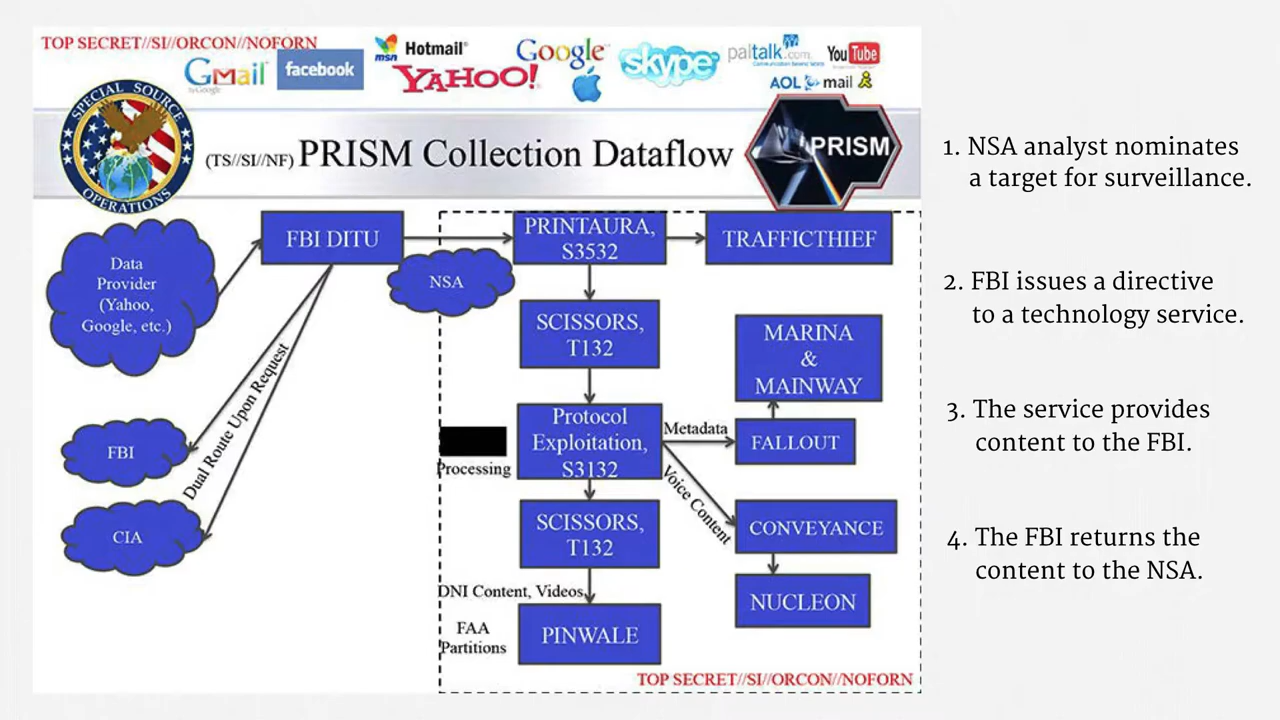 TOP SECRET//SI//ORCON//NOFORN
Gmail
by Google
facebook
msn
Hotmail
YAHOO!
Google
skype
paltalk.com
YouTube
AOL mail
SPECIAL SOURCE
OPERATIONS
(TS//SI//NF) PRISM Collection Dataflow
PRISM
Data
Provider
(Yahoo,
Google, etc.)
FBI DITU
NSA
PRINTAURA,
S3532
TRAFFICTHIEF
SCISSORS,
T132
MARINA
&
MAINWAY
Dual Route Upon Request
FBI
CIA
Processing
Protocol
Exploitation,
S3132
Metadata
FALLOUT
Voice Content
SCISSORS,
T132
CONVEYANCE
NUCLEON
DNI Content, Videos
FAA
Partitions
PINWALE
TOP SECRET//SI//ORCON//NOFORN
1. NSA analyst nominates
a target for surveillance.
2. FBI issues a directive
to a technology service.
3. The service provides
content to the FBI.
4. The FBI returns the
content to the NSA.